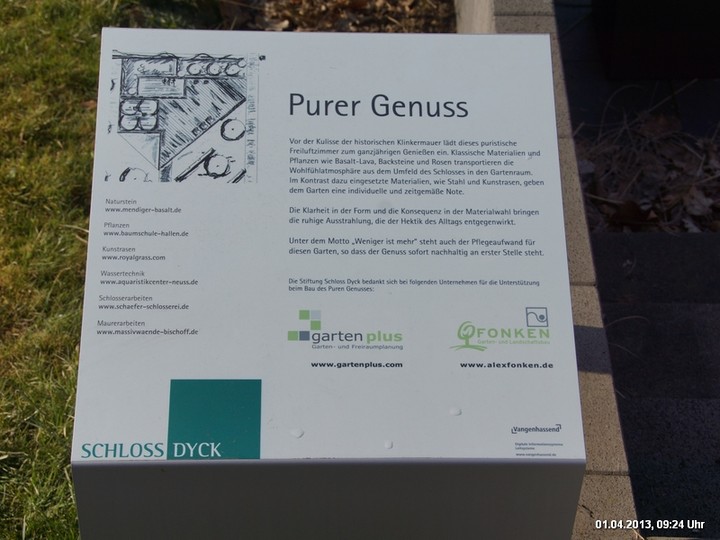 Purer Genuss
Vor der Kulisse der historischen Klinkermauer lädt dieses puristische
Freiluftzimmer zum ganzjährigen Genießen ein. Klassische Materialien und
Pflanzen wie Basalt-Lava, Backsteine und Rosen transportieren die
Wohlfühlatmosphäre aus dem Umfeld des Schlosses in den Gartenraum.
Im Kontrast dazu eingesetzte Materialien, wie Stahl und Kunstrasen, geben
dem Garten eine individuelle und zeitgemäße Note.
Die Klarheit in der Form und die Konsequenz in der Materialwahl bringen
die ruhige Ausstrahlung, die der Hektik des Alltags entgegenwirkt.
Unter dem Motto „Weniger ist mehr" steht auch der Pflegeaufwand für
diesen Garten, so dass der Genuss sofort nachhaltig an erster Stelle steht.
Die Stiftung Schloss Dyck bedankt sich bei folgenden Unternehmen für die Unterstützung
beim Bau des Puren Genusses:
Naturstein
www.mendiger-basalt.de
Pflanzen
www.baumschule-hallen.de
Kunstrasen
www.royalgrass.com
Wassertechnik
www.aquaristikcenter-neuss.de
Schlosserarbeiten
www.schaefer-schlosserei.de
Maurerarbeiten
www.massivwaende-bischoff.de
garten plus
Garten- und Freiraumplanung
www.gartenplus.com
FONKEN
Garten- und Landschaftsbau
www.alexfonken.de
SCHLOSS DYCK
Vangenhassend
www.vangenhassend.de
01.04.2013, 09:24 Uhr